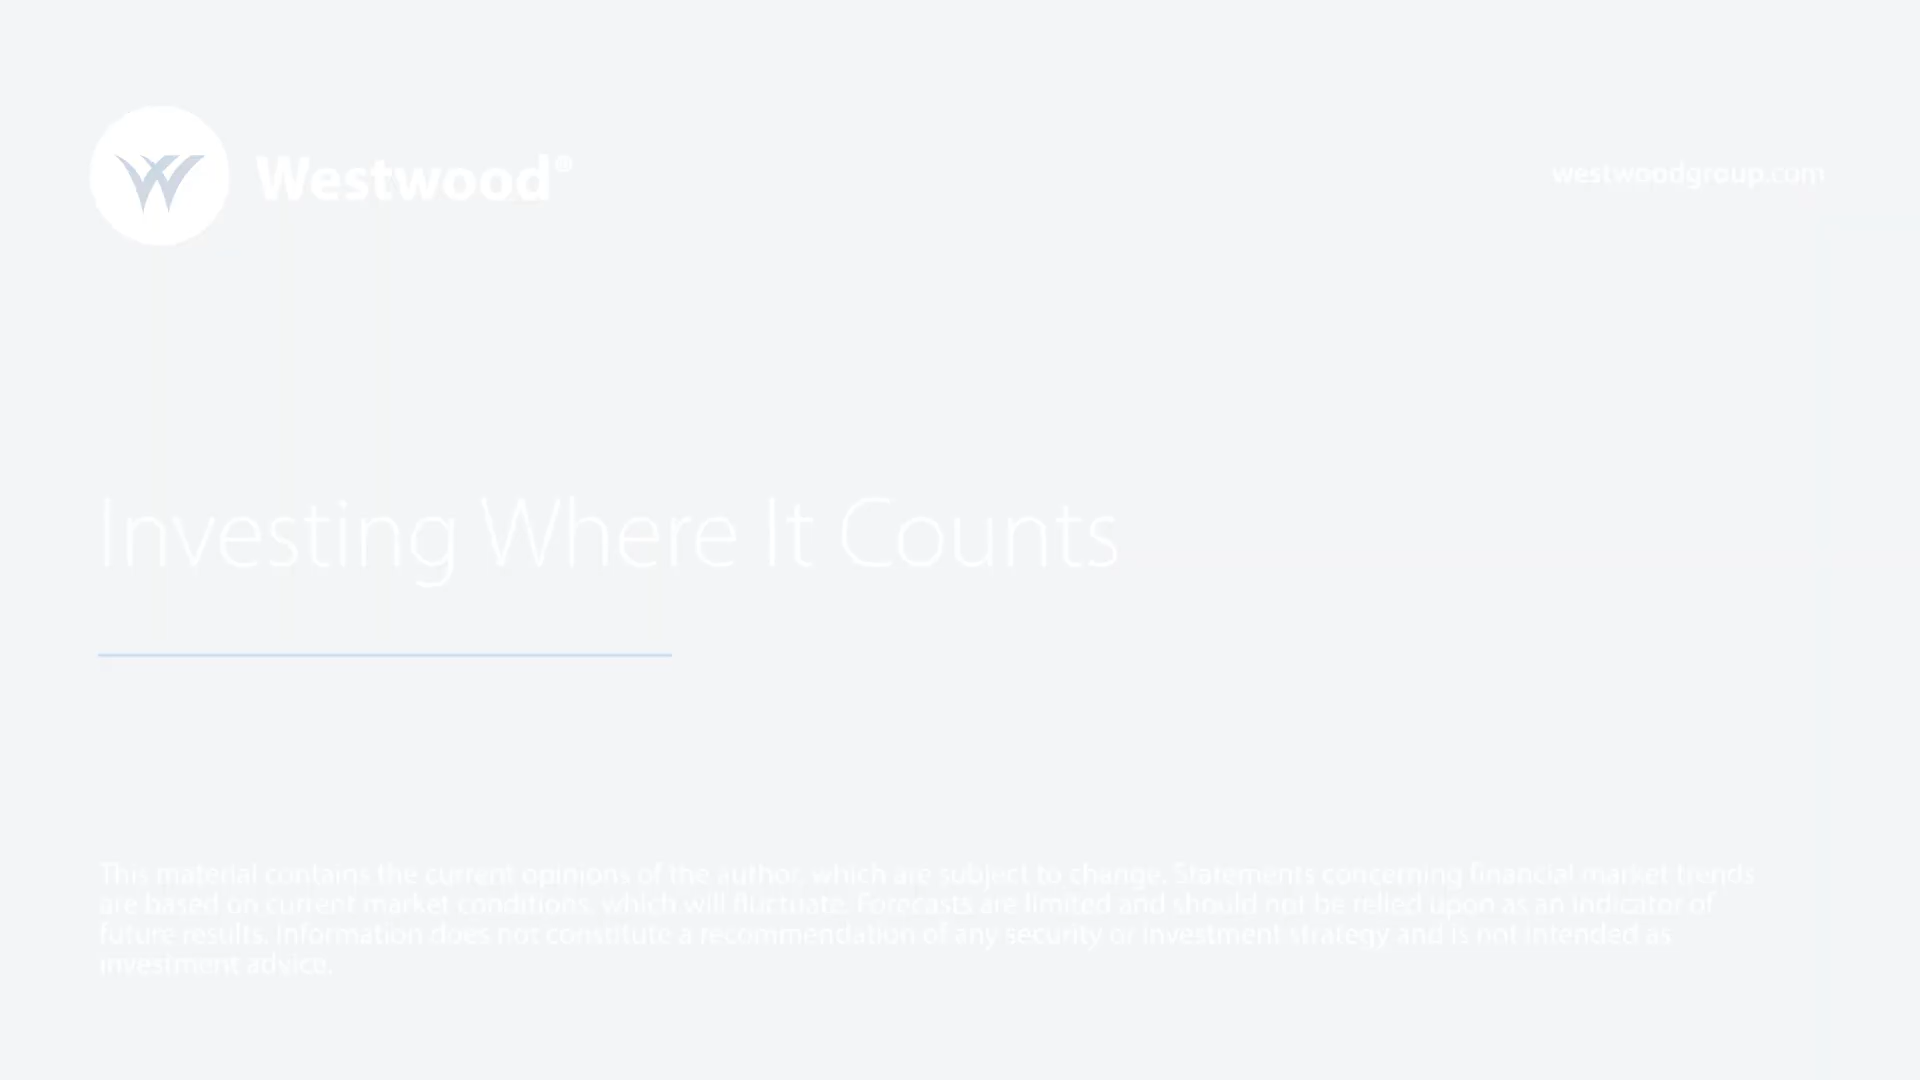 Westwood®
westwoodgroup.com
Investing Where It Counts
This material contains the current opinions of the author, which are subject to change. Statements concerning financial market trends
are based on current market conditions, which will fluctuate. Forecasts are limited and should not be relied upon as an indicator of
future results. Information does not constitute a recommendation of any security or investment strategy and is not intended as
investment advice.